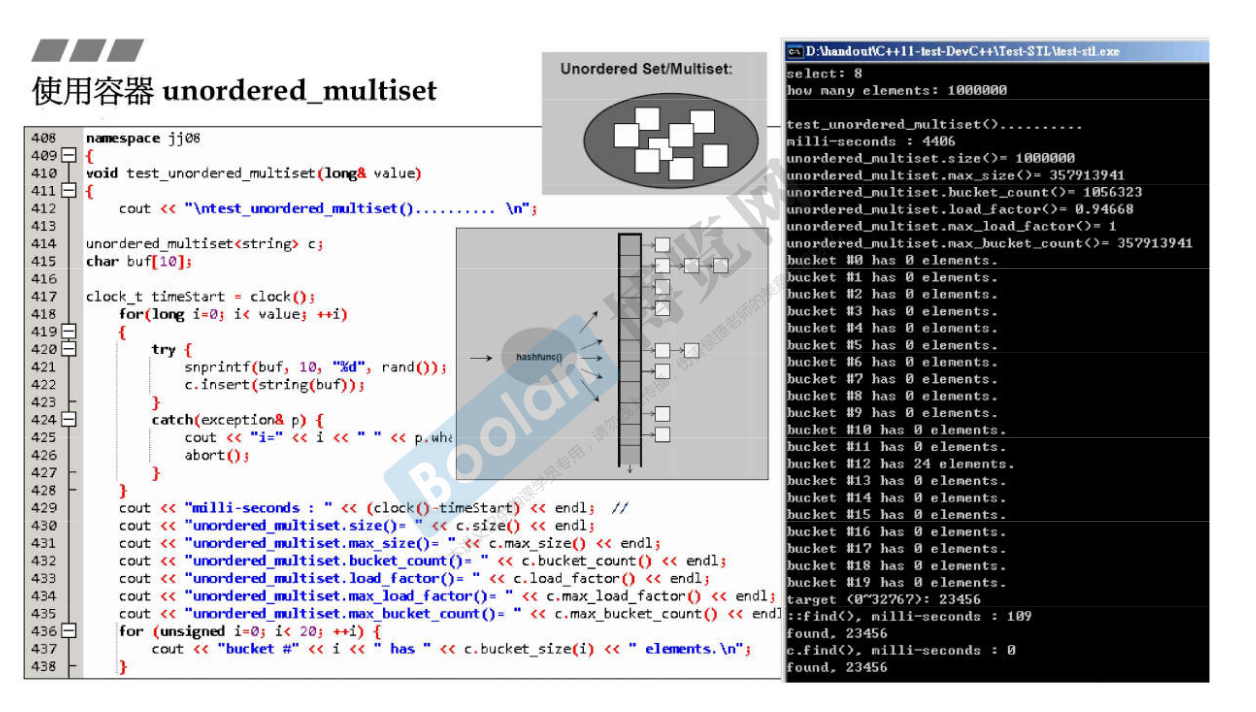 使用容器 unordered_multiset
Unordered Set/Multiset:
408 namespace jj08
409 {
410 void test_unordered_multiset(long& value)
411 {
412 cout << "\ntest_unordered_multiset().......... \n";
413
414 unordered_multiset<string> c;
415 char buf[10];
416
417 clock_t timeStart = clock();
418 for(long i=0; i< value; ++i)
419 {
420 try {
421 snprintf(buf, 10, "%d", rand());
422 c.insert(string(buf));
423 }
424 catch(exception& p) {
425 cout << "i=" << i << " " << p.wha
426 abort();
427 }
428 }
429 cout << "milli-seconds : " << (clock()-timeStart) << endl; //
430 cout << "unordered_multiset.size()= " << c.size() << endl;
431 cout << "unordered_multiset.max_size()= " << c.max_size() << endl;
432 cout << "unordered_multiset.bucket_count()= " << c.bucket_count() << endl;
433 cout << "unordered_multiset.load_factor()= " << c.load_factor() << endl;
434 cout << "unordered_multiset.max_load_factor()= " << c.max_load_factor() << endl;
435 cout << "unordered_multiset.max_bucket_count()= " << c.max_bucket_count() << endl
436 for (unsigned i=0; i< 20; ++i) {
437 cout << "bucket #" << i << " has " << c.bucket_size(i) << " elements.\n";
438 }
hashfunc()
Boolan 博览网
D:\handout\C++11-test-DevC++\Test-STL\test-stl.exe
select: 8
how many elements: 1000000
test_unordered_multiset()..........
milli-seconds : 4406
unordered_multiset.size()= 1000000
unordered_multiset.max_size()= 357913941
unordered_multiset.bucket_count()= 1056323
unordered_multiset.load_factor()= 0.94668
unordered_multiset.max_load_factor()= 1
unordered_multiset.max_bucket_count()= 357913941
bucket #0 has 0 elements.
bucket #1 has 0 elements.
bucket #2 has 0 elements.
bucket #3 has 0 elements.
bucket #4 has 0 elements.
bucket #5 has 0 elements.
bucket #6 has 0 elements.
bucket #7 has 0 elements.
bucket #8 has 0 elements.
bucket #9 has 0 elements.
bucket #10 has 0 elements.
bucket #11 has 0 elements.
bucket #12 has 24 elements.
bucket #13 has 0 elements.
bucket #14 has 0 elements.
bucket #15 has 0 elements.
bucket #16 has 0 elements.
bucket #17 has 0 elements.
bucket #18 has 0 elements.
bucket #19 has 0 elements.
target (0~32767): 23456
::find(), milli-seconds : 109
found, 23456
c.find(), milli-seconds : 0
found, 23456